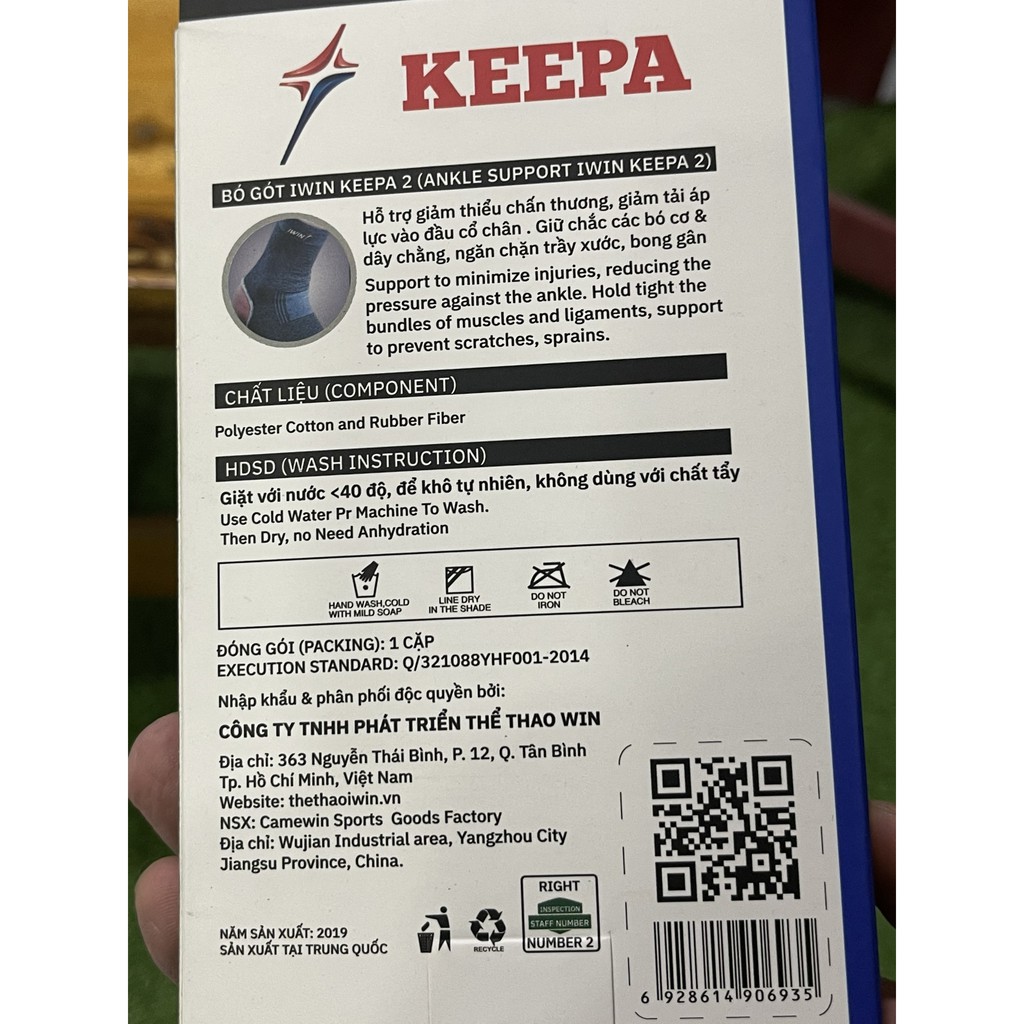 KEEPA
BÓ GÓT IWIN KEEPA 2 (ANKLE SUPPORT IWIN KEEPA 2)
IWIN
Hỗ trợ giảm thiểu chấn thương, giảm tải áp
lực vào đầu cổ chân . Giữ chắc các bó cơ &
dây chằng, ngăn chặn trầy xước, bong gân
Support to minimize injuries, reducing the
pressure against the ankle. Hold tight the
bundles of muscles and ligaments, support
to prevent scratches, sprains.
CHẤT LIỆU (COMPONENT)
Polyester Cotton and Rubber Fiber
HDSD (WASH INSTRUCTION)
Giặt với nước <40 độ, để khô tự nhiên, không dùng với chất tẩy
Use Cold Water Pr Machine To Wash.
Then Dry, no Need Anhydration
HAND WASH,COLD
WITH MILD SOAP
LINE DRY
IN THE SHADE
DO NOT
IRON
DO NOT
BLEACH
ĐÓNG GÓI (PACKING): 1 CẶP
EXECUTION STANDARD: Q/321088YHF001-2014
Nhập khẩu & phân phối độc quyền bởi:
CÔNG TY TNHH PHÁT TRIỂN THỂ THAO WIN
Địa chỉ: 363 Nguyễn Thái Bình, P. 12, Q. Tân Bình
Tp. Hồ Chí Minh, Việt Nam
Website: thethaoiwin.vn
NSX: Camewin Sports Goods Factory
Địa chỉ: Wujian Industrial area, Yangzhou City
Jiangsu Province, China.
NĂM SẢN XUẤT: 2019
SẢN XUẤT TẠI TRUNG QUỐC
RECYCLE
RIGHT
INSPECTION
STAFF NUMBER
NUMBER 2
6 928614 906935